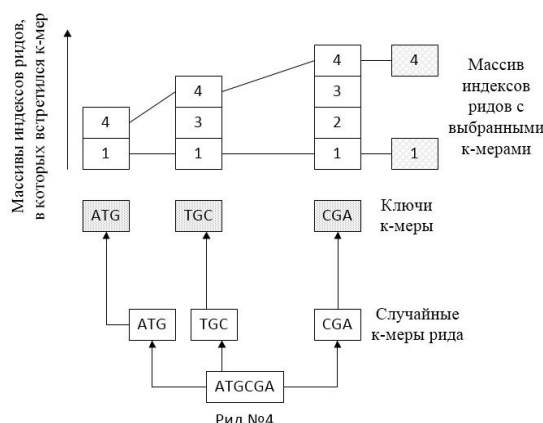 Массивы индексов ридов,
в которых встретился к-мер
4
1
4
3
1
4
3
2
1
4
1
Массив
индексов
ридов с
выбранными
к-мерами
ATG
TGC
CGA
Ключи
к-меры
ATG
TGC
CGA
Случайные
к-меры рида
ATGCGA
Рид №4